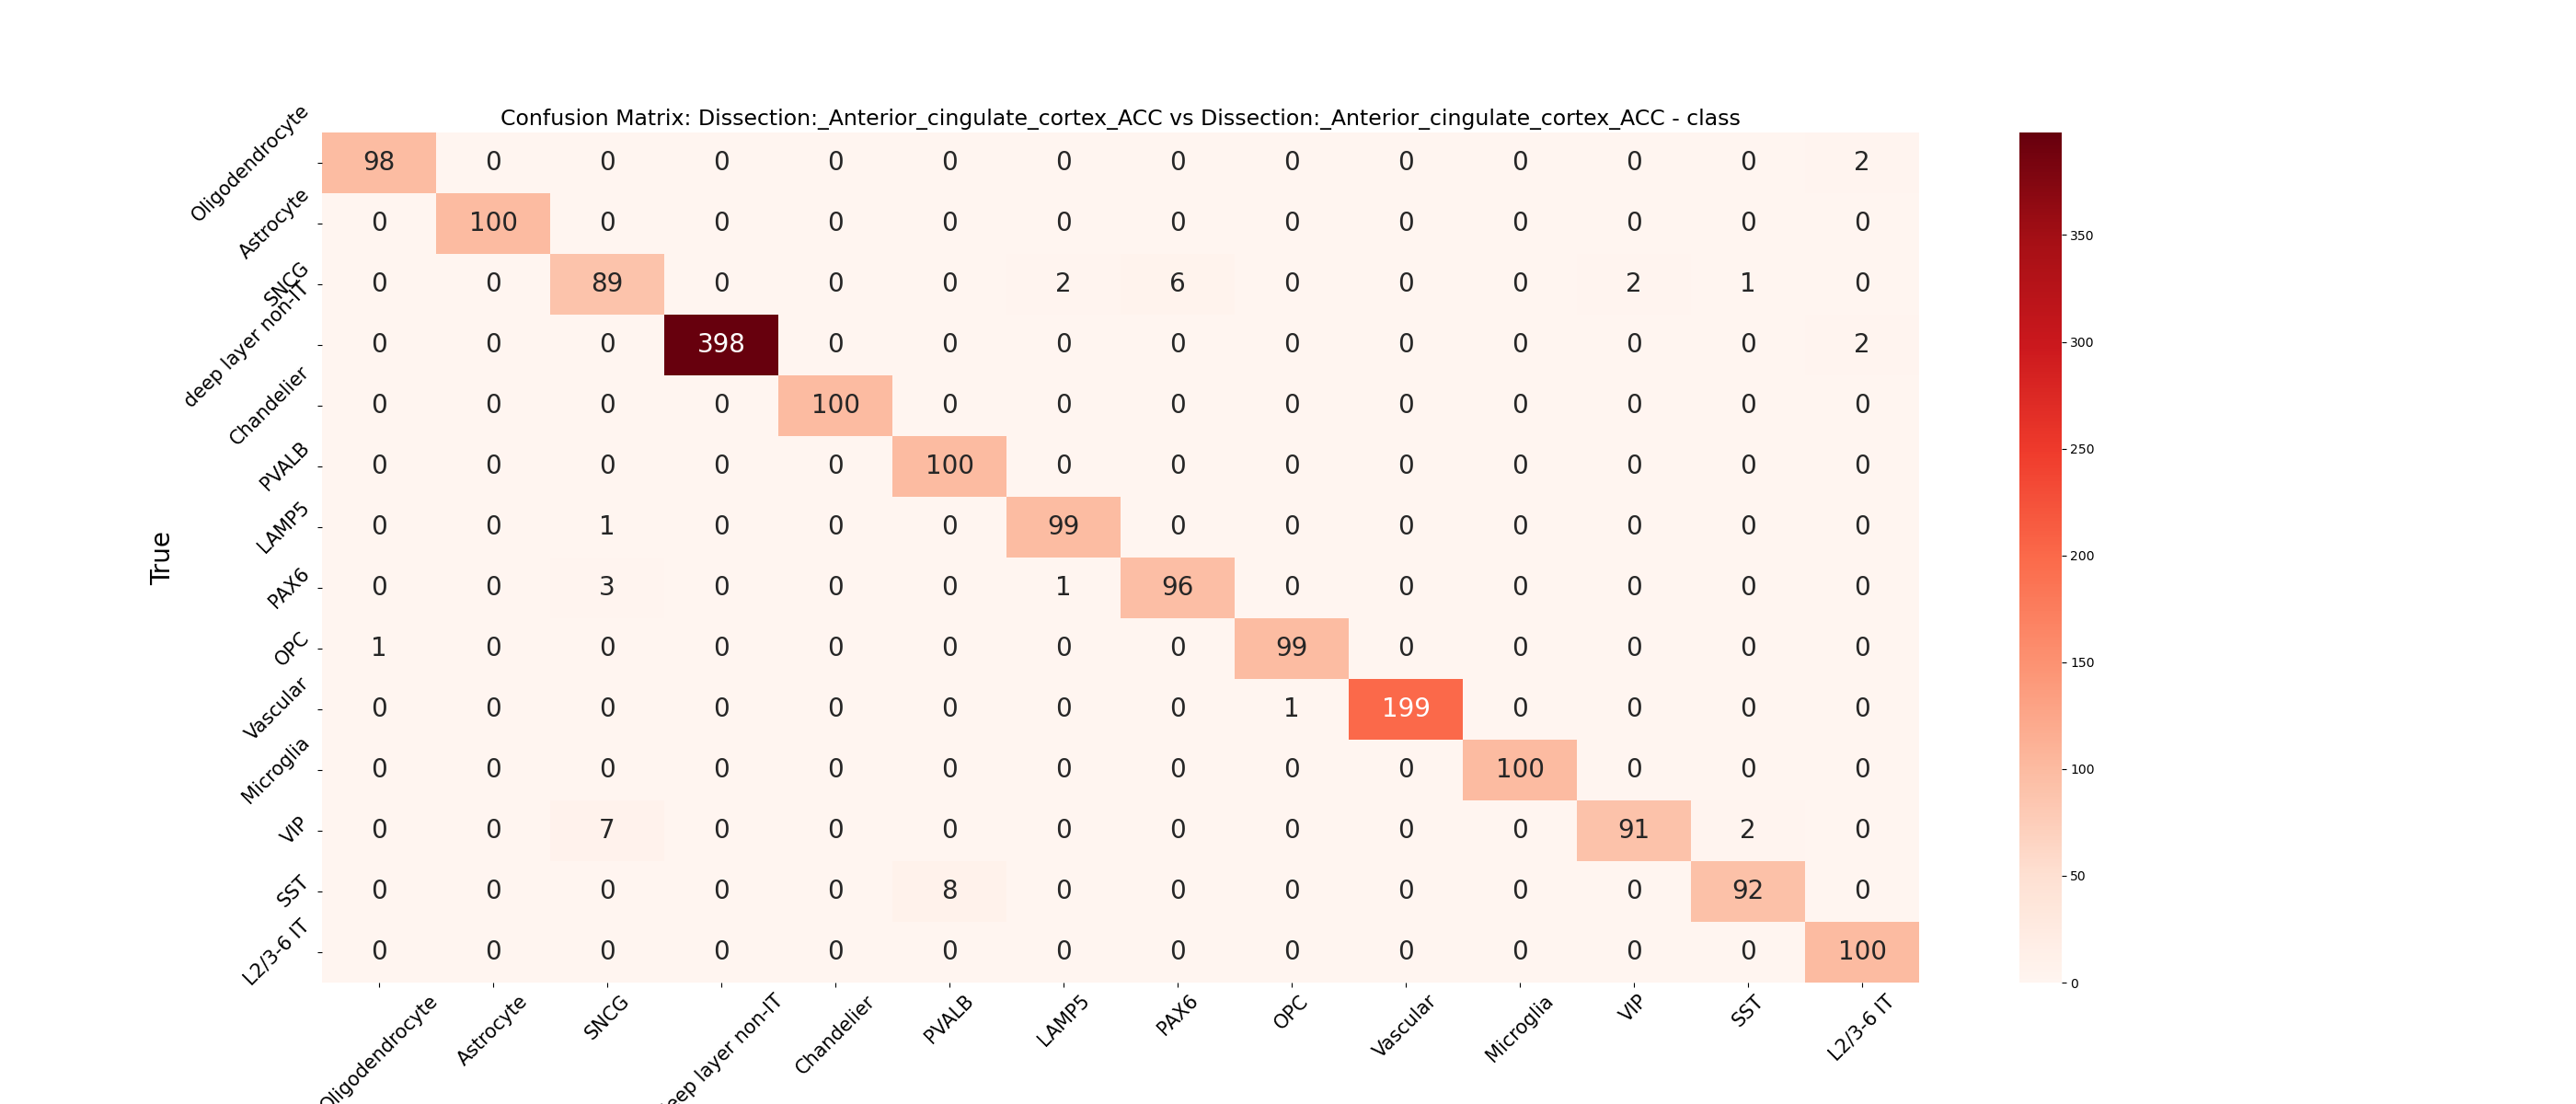 Confusion Matrix: Dissection:_Anterior_cingulate_cortex_ACC vs Dissection:_Anterior_cingulate_cortex_ACC - class
True
Oligodendrocyte 98 0 0 0 0 0 0 0 0 0 0 0 0 2
Astrocyte 0 100 0 0 0 0 0 0 0 0 0 0 0 0
SNCG 0 0 89 0 0 0 2 6 0 0 0 2 1 0
deep layer non-IT 0 0 0 398 0 0 0 0 0 0 0 0 0 2
Chandelier 0 0 0 0 100 0 0 0 0 0 0 0 0 0
PVALB 0 0 0 0 0 100 0 0 0 0 0 0 0 0
LAMP5 0 0 1 0 0 0 99 0 0 0 0 0 0 0
PAX6 0 0 3 0 0 0 1 96 0 0 0 0 0 0
OPC 1 0 0 0 0 0 0 0 99 0 0 0 0 0
Vascular 0 0 0 0 0 0 0 0 1 199 0 0 0 0
Microglia 0 0 0 0 0 0 0 0 0 0 100 0 0 0
VIP 0 0 7 0 0 0 0 0 0 0 0 91 2 0
SST 0 0 0 0 0 8 0 0 0 0 0 0 92 0
L2/3-6 IT 0 0 0 0 0 0 0 0 0 0 0 0 0 100
Oligodendrocyte Astrocyte SNCG eep layer non-IT Chandelier PVALB LAMP5 PAX6 OPC Vascular Microglia VIP SST L2/3-6 IT
350
300
250
200
150
100
50
0